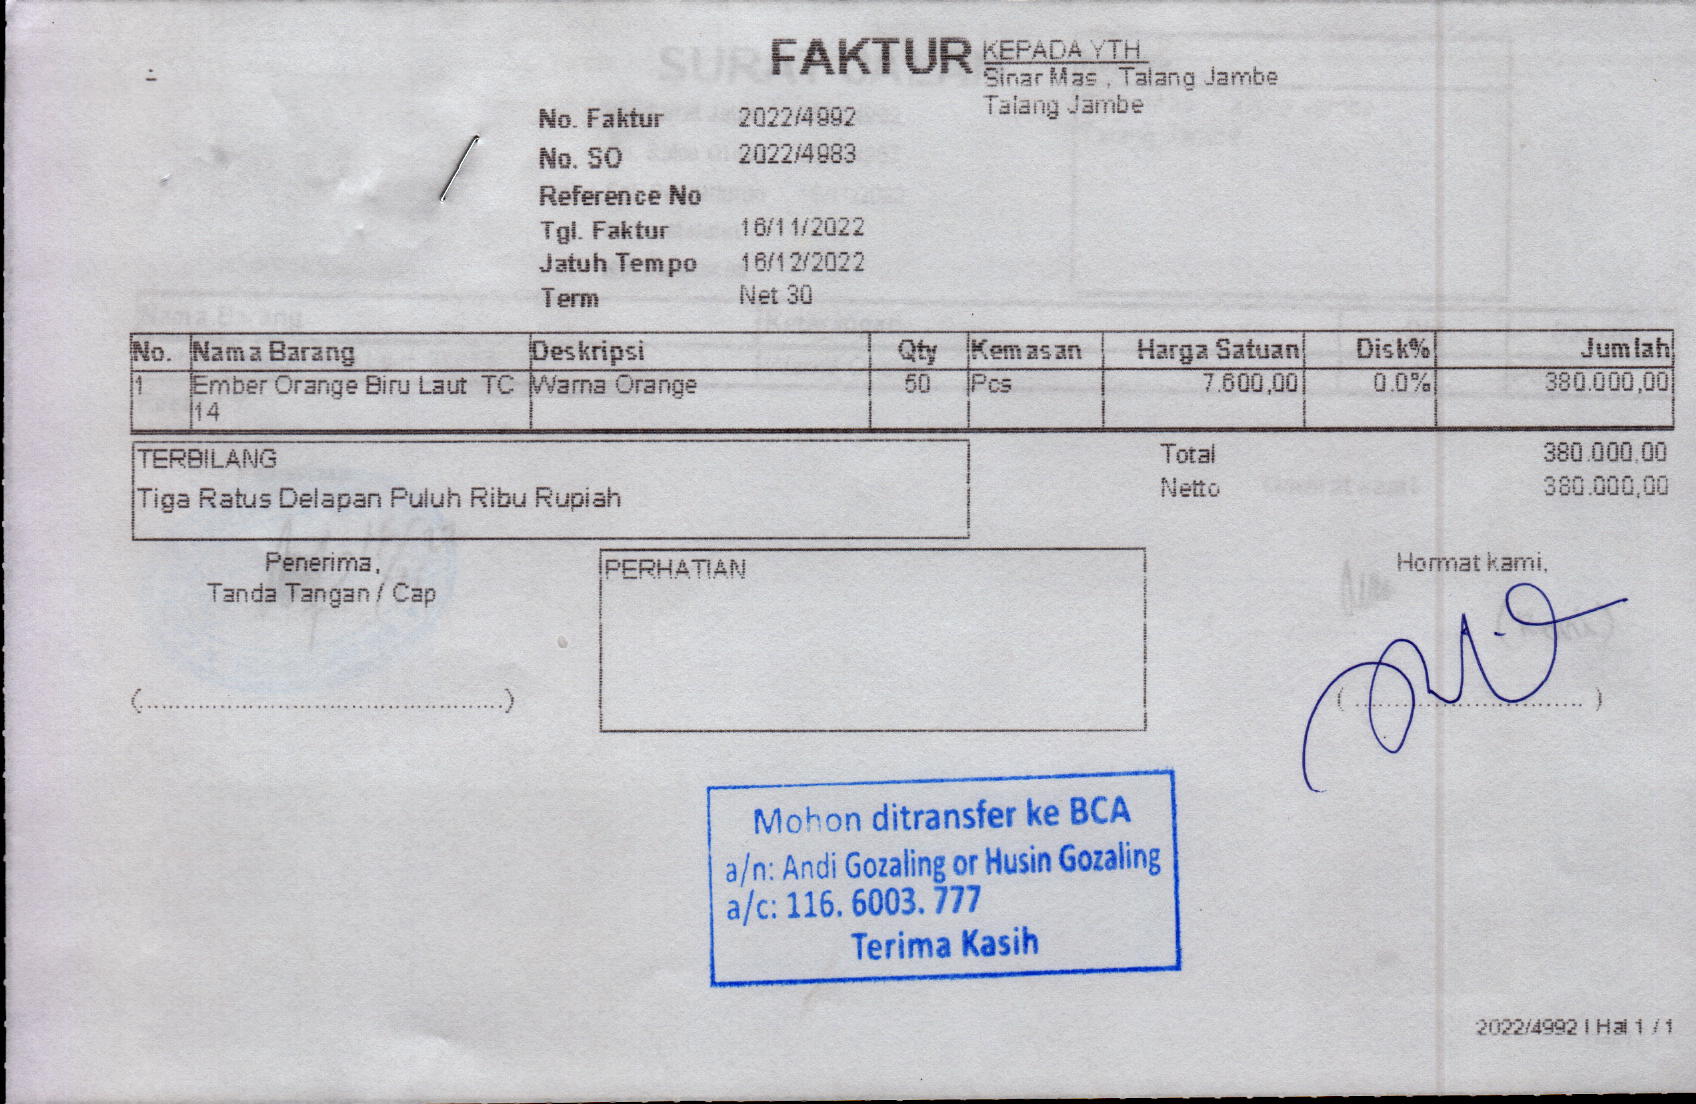 FAKTUR
KEPADA YTH
Sinar Mas , Talang Jambe
Talang Jambe
No. Faktur 2022/4992
No. SO 2022/4983
Reference No
Tgl. Faktur 16/11/2022
Jatuh Tempo 16/12/2022
Term Net 30
No. Nama Barang Deskripsi Qty Kemasan Harga Satuan Disk% Jumlah
1 Ember Orange Biru Laut TC Warna Orange 50 Pcs 7.600,00 0.0% 380.000,00
14
TERBILANG
Tiga Ratus Delapan Puluh Ribu Rupiah
Total 380.000,00
Netto 380.000,00
Penerima,
Tanda Tangan / Cap
(................................................)
PERHATIAN
Hormat kami,
( ............................... )
Mohon ditransfer ke BCA
a/n: Andi Gozaling or Husin Gozaling
a/c: 116. 6003. 777
Terima Kasih
2022/4992 | Hal 1 / 1